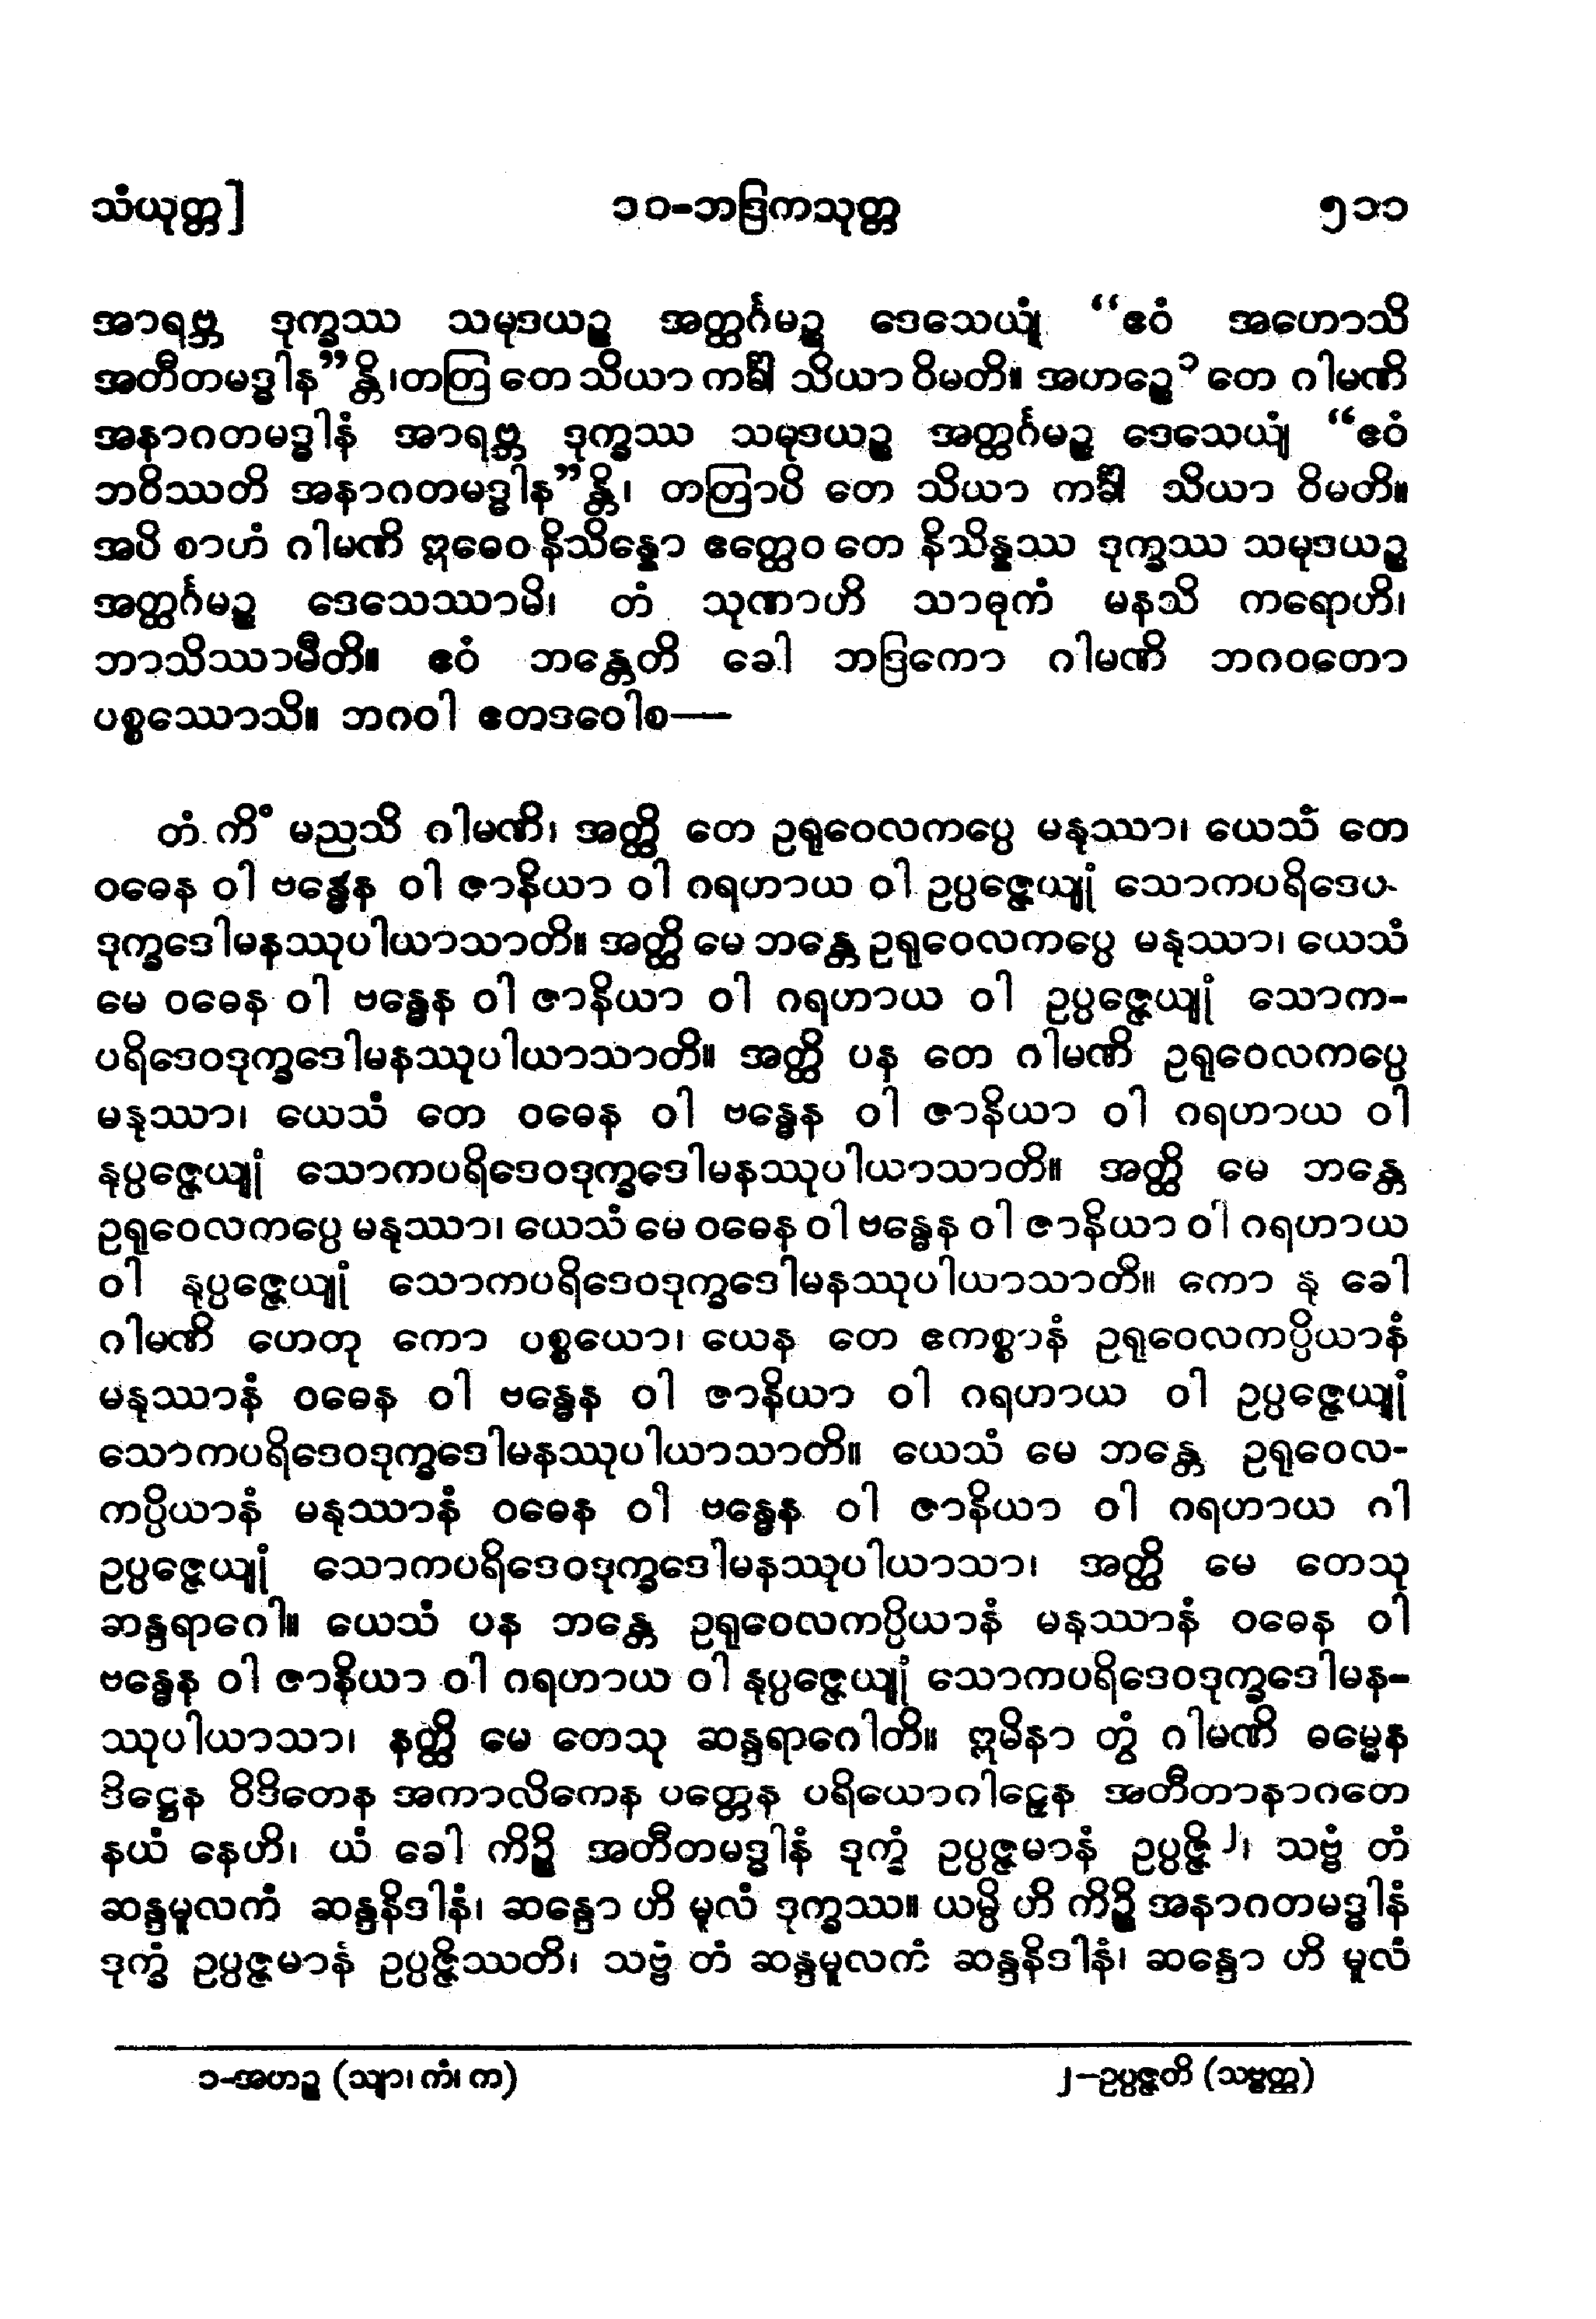 သံယုတ္တ]	၁၀-ဘဒြကသုတ္တ	၅၁၁
အာရဗ္ဘ ဒုက္ခဿ သမုဒယဉ္စ အတ္ထင်္ဂမဉ္စ ဒေသေယျံ “ဧဝံ အဟောသိ
အတီတမဒ္ဓါန”န္တိ၊ တတြ တေ သိယာ ကင်္ခါ သိယာ ဝိမတိ။ အဟဉ္စေ ၁ တေ ဂါမဏိ
အနာဂတမဒ္ဓါနံ အာရဗ္ဘ ဒုက္ခဿ သမုဒယဉ္စ အတ္ထင်္ဂမဉ္စ ဒေသေယျံ “ဧဝံ
ဘဝိဿတိ အနာဂတမဒ္ဓါန”န္တိ၊ တတြာပိ တေ သိယာ ကင်္ခါ သိယာ ဝိမတိ။
အပိ စာဟံ ဂါမဏိ ဣဓေဝ နိသိန္နော ဧတ္ထေဝ တေ နိသိန္နဿ ဒုက္ခဿ သမုဒယဉ္စ
အတ္ထင်္ဂမဉ္စ ဒေသေဿာမိ၊ တံ သုဏာဟိ သာဓုကံ မနသိ ကရောဟိ၊
ဘာသိဿာမီတိ။ ဧဝံ ဘန္တေတိ ခေါ ဘဒြကော ဂါမဏိ ဘဂဝတော
ပစ္စဿောသိ။ ဘဂဝါ ဧတဒဝေါစ—
တံ ကိံ မညသိ ဂါမဏိ၊ အတ္ထိ တေ ဥရုဝေလကပ္ပေ မနုဿာ၊ ယေသံ တေ
ဝဓေန ဝါ ဗန္ဓေန ဝါ ဇာနိယာ ဝါ ဂရဟာယ ဝါ ဥပ္ပဇ္ဇေယျုံ သောကပရိဒေပ-
ဒုက္ခဒေါမနဿုပါယာသာတိ။ အတ္ထိ မေ ဘန္တေ ဥရုဝေလကပ္ပေ မနုဿာ၊ ယေသံ
မေ ဝဓေန ဝါ ဗန္ဓေန ဝါ ဇာနိယာ ဝါ ဂရဟာယ ဝါ ဥပ္ပဇ္ဇေယျုံ သောက-
ပရိဒေဝဒုက္ခဒေါမနဿုပါယာသာတိ။ အတ္ထိ ပန တေ ဂါမဏိ ဥရုဝေလကပ္ပေ
မနုဿာ၊ ယေသံ တေ ဝဓေန ဝါ ဗန္ဓေန ဝါ ဇာနိယာ ဝါ ဂရဟာယ ဝါ
နုပ္ပဇ္ဇေယျုံ သောကပရိဒေဝဒုက္ခဒေါမနဿုပါယာသာတိ။ အတ္ထိ မေ ဘန္တေ
ဥရုဝေလကပ္ပေ မနုဿာ၊ ယေသံ မေ ဝဓေန ဝါ ဗန္ဓေန ဝါ ဇာနိယာ ဝါ ဂရဟာယ
ဝါ နုပ္ပဇ္ဇေယျုံ သောကပရိဒေဝဒုက္ခဒေါမနဿုပါယာသာတိ။ ကော နု ခေါ
ဂါမဏိ ဟေတု ကော ပစ္စယော၊ ယေန တေ ဧကစ္စာနံ ဥရုဝေလကပ္ပိယာနံ
မနုဿာနံ ဝဓေန ဝါ ဗန္ဓေန ဝါ ဇာနိယာ ဝါ ဂရဟာယ ဝါ ဥပ္ပဇ္ဇေယျုံ
သောကပရိဒေဝဒုက္ခဒေါမနဿုပါယာသာတိ။ ယေသံ မေ ဘန္တေ ဥရုဝေလ-
ကပ္ပိယာနံ မနုဿာနံ ဝဓေန ဝါ ဗန္ဓေန ဝါ ဇာနိယာ ဝါ ဂရဟာယ ဂါ
ဥပ္ပဇ္ဇေယျုံ သောကပရိဒေဝဒုက္ခဒေါမနဿုပါယာသာ၊ အတ္ထိ မေ တေသု
ဆန္ဒရာဂေါ။ ယေသံ ပန ဘန္တေ ဥရုဝေလကပ္ပိယာနံ မနုဿာနံ ဝဓေန ဝါ
ဗန္ဓေန ဝါ ဇာနိယာ ဝါ ဂရဟာယ ဝါ နုပ္ပဇ္ဇေယျုံ သောကပရိဒေဝဒုက္ခဒေါမန-
ဿုပါယာသာ၊ နတ္ထိ မေ တေသု ဆန္ဒရာဂေါတိ။ ဣမိနာ တွံ ဂါမဏိ ဓမ္မေန
ဒိဋ္ဌေန ဝိဒိတေန အကာလိကေန ပတ္တေန ပရိယောဂါဠှေန အတီတာနာဂတေ
နယံ နေဟိ၊ ယံ ခေါ ကိဉ္စိ အတီတမဒ္ဓါနံ ဒုက္ခံ ဥပ္ပဇ္ဇမာနံ ဥပ္ပဇ္ဇိ ၂၊ သဗ္ဗံ တံ
ဆန္ဒမူလကံ ဆန္ဒနိဒါနံ၊ ဆန္ဒော ဟိ မူလံ ဒုက္ခဿ။ ယမ္ပိ ဟိ ကိဉ္စိ အနာဂတမဒ္ဓါနံ
ဒုက္ခံ ဥပ္ပဇ္ဇမာနံ ဥပ္ပဇ္ဇိဿတိ၊ သဗ္ဗံ တံ ဆန္ဒမူလကံ ဆန္ဒနိဒါနံ၊ ဆန္ဒော ဟိ မူလံ
၁-အဟဉ္စ (သျာ၊ ကံ၊ က)	၂-ဥပ္ပဇ္ဇတိ (သဗ္ဗတ္ထ)